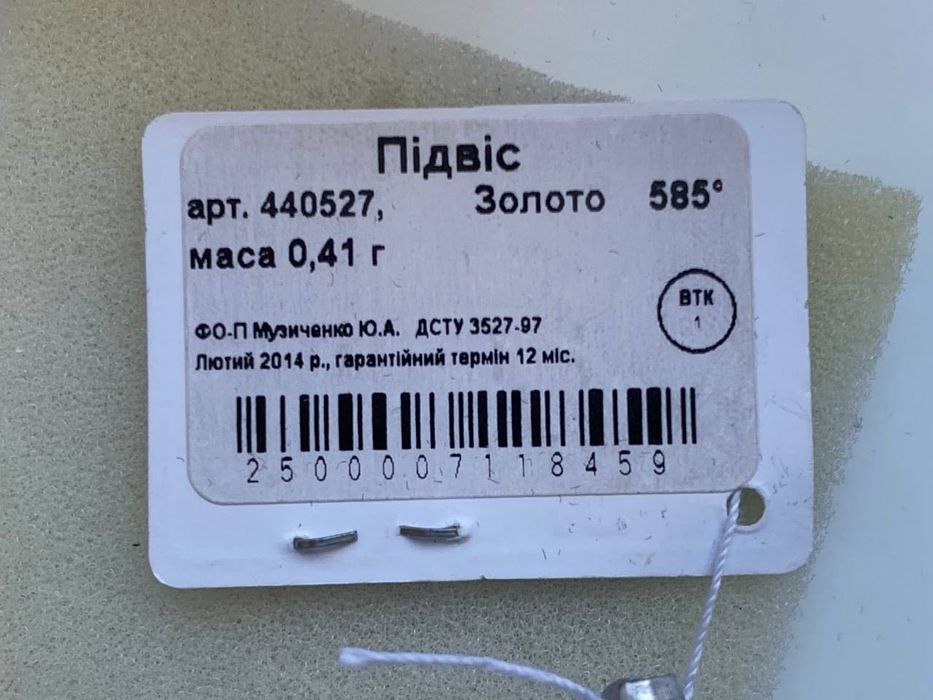 Підвіс
арт. 440527, Золото 585°
маса 0,41 г
ВТК
1
ФО-П Музиченко Ю.А. ДСТУ 3527-97
Лютий 2014 р., гарантійний термін 12 міс.
2500007118459